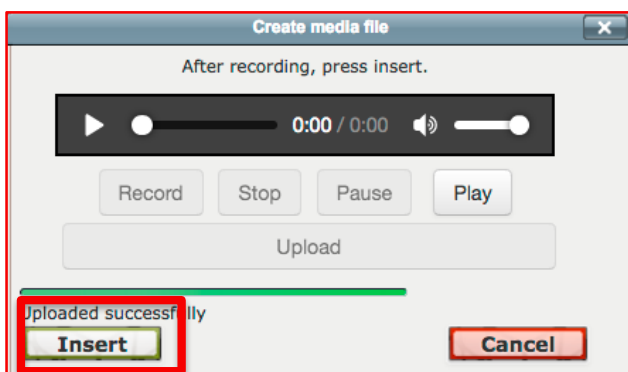 Create media file
After recording, press insert.
0:00 / 0:00
Record Stop Pause Play
Upload
Uploaded successfully
Insert Cancel